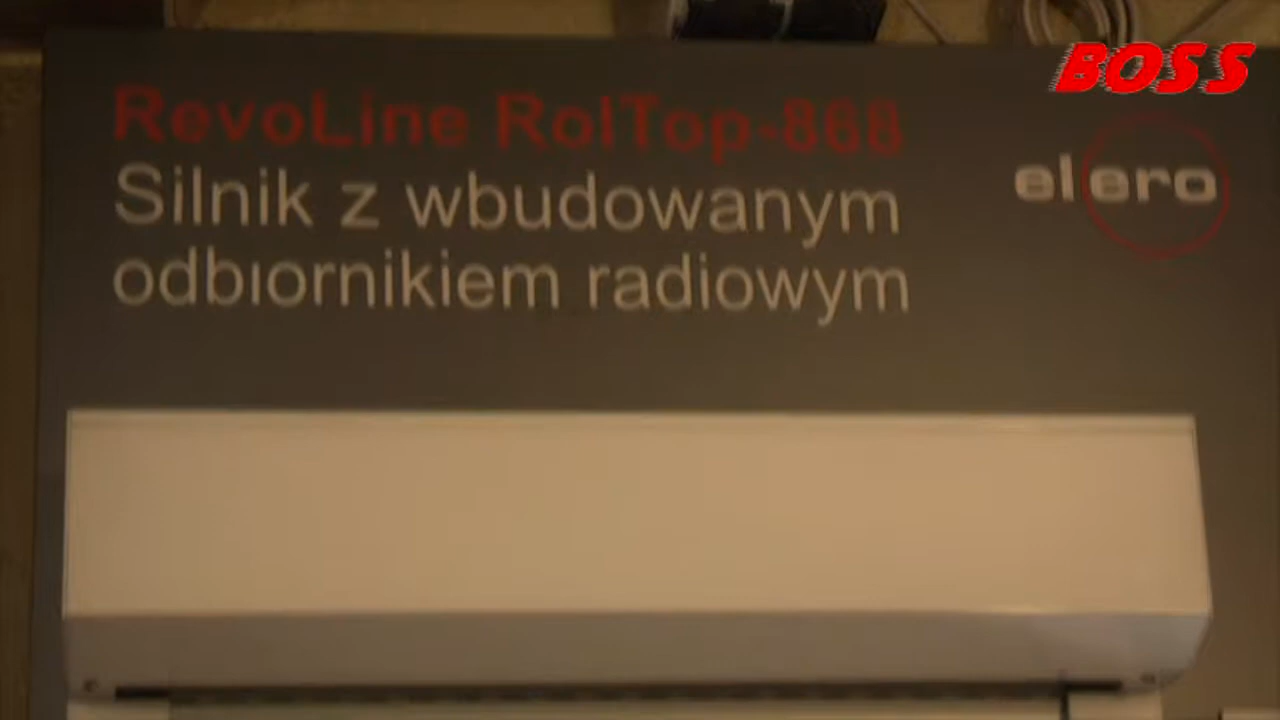 BOSS
RevoLine RolTop-868
elero
Silnik z wbudowanym
odbiornikiem radiowym